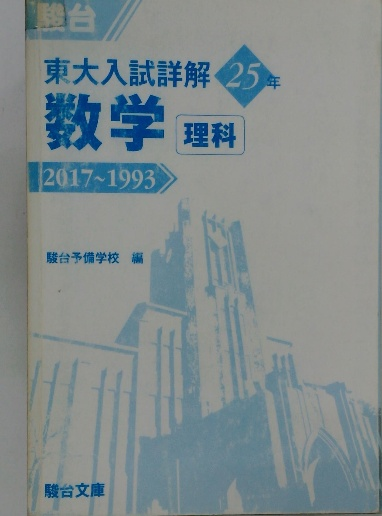 駿台
東大入試詳解 25年
数学 理科
2017~1993
駿台予備学校 編
駿台文庫